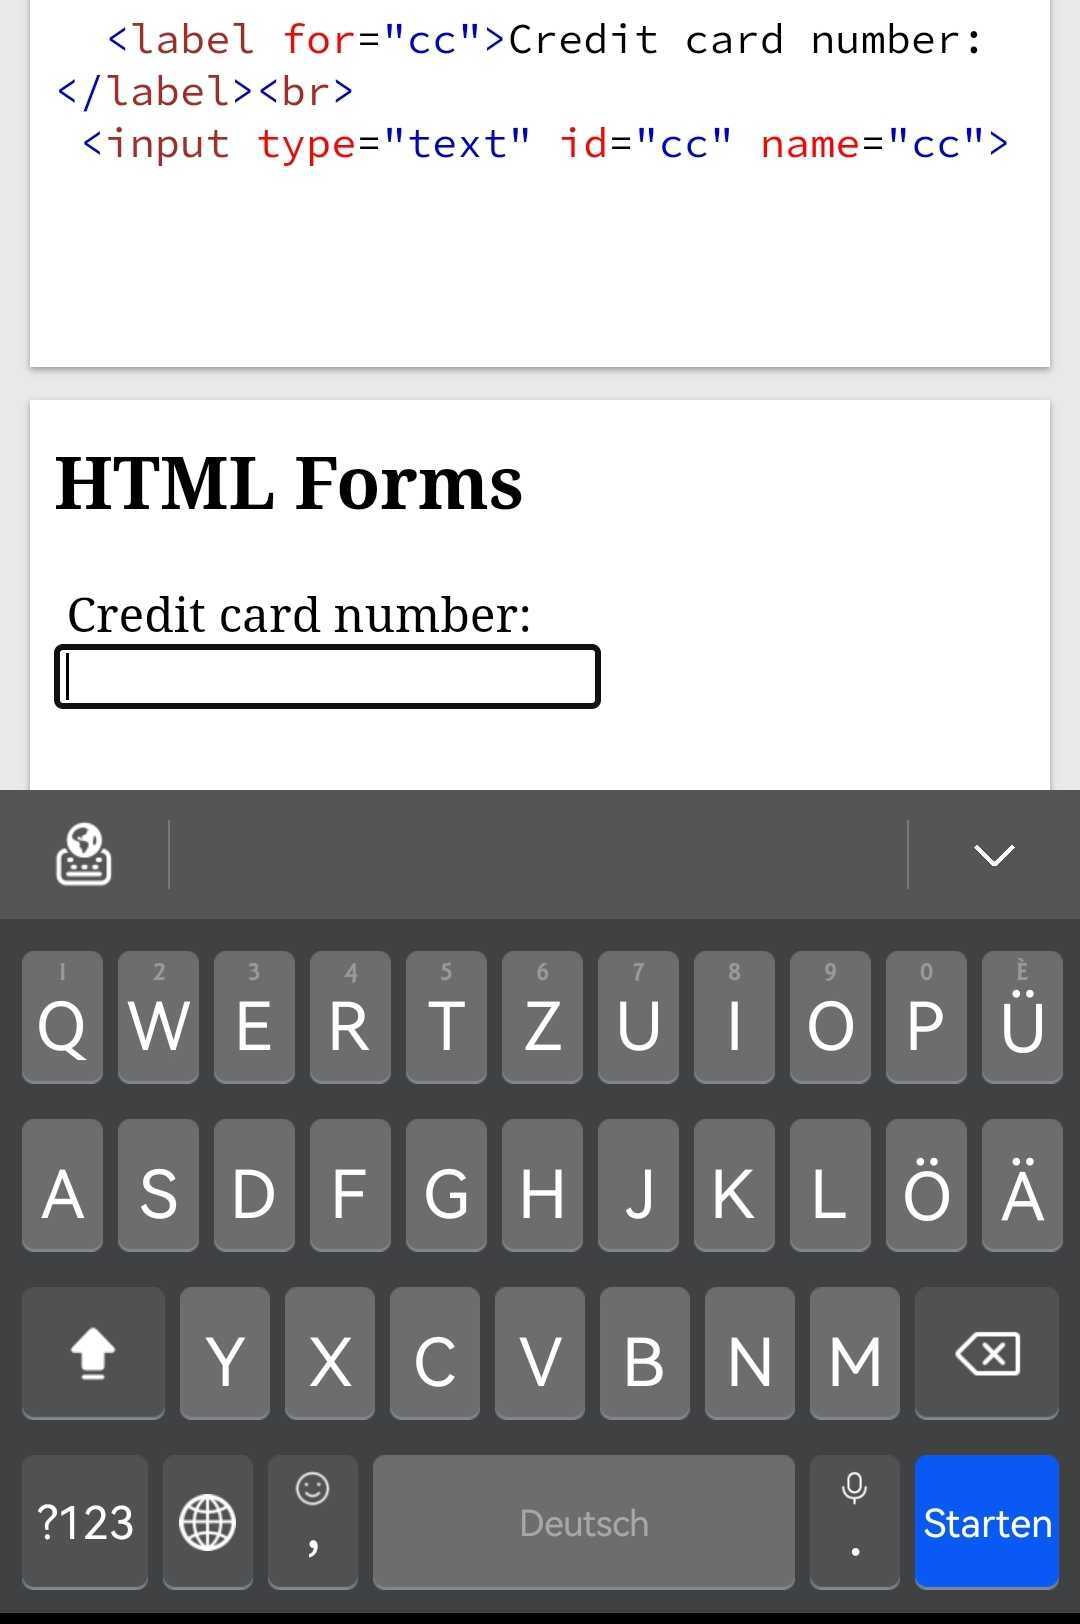 <label for="cc">Credit card number:
</label><br>
<input type="text" id="cc" name="cc">
HTML Forms
Credit card number:
1 2 3 4 5 6 7 8 9 0 È
Q W E R T Z U I O P Ü
A S D F G H J K L Ö Ä
Y X C V B N M
?123 , Deutsch . Starten